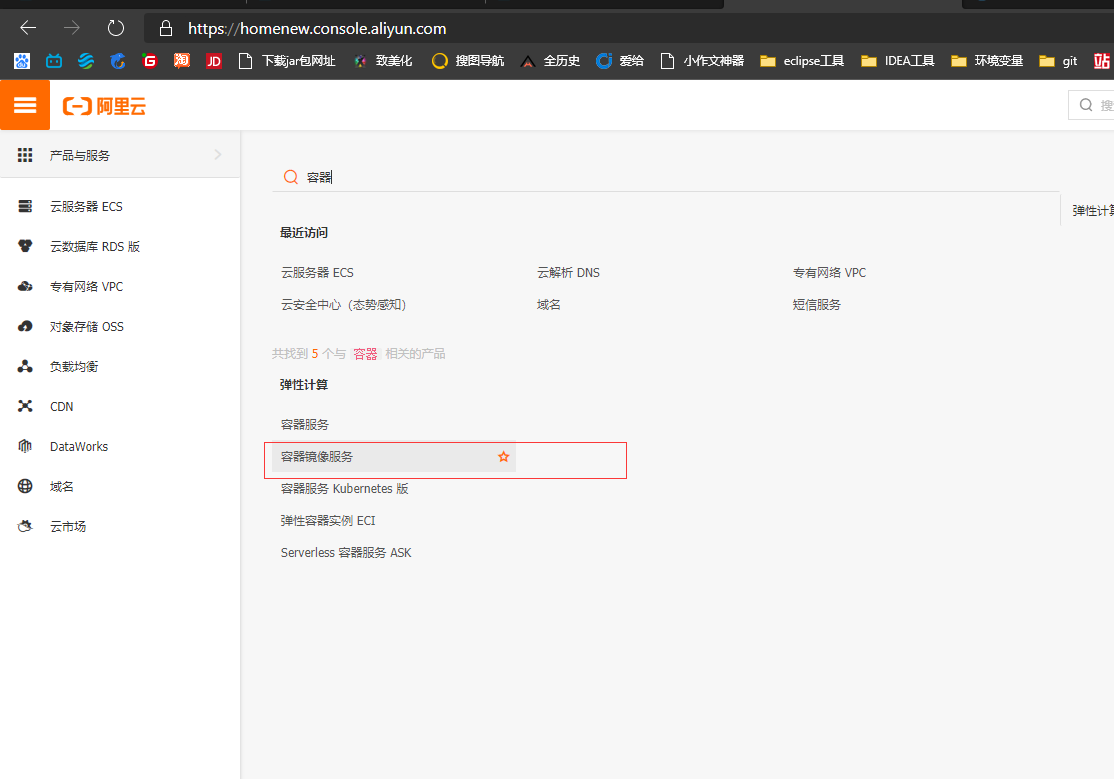 https://homenew.console.aliyun.com
下载jar包网址 致美化 搜图导航 全历史 爱给 小作文神器 eclipse工具 IDEA工具 环境变量 git 站
阿里云
搜
产品与服务
容器
云服务器 ECS
云数据库 RDS 版
专有网络 VPC
对象存储 OSS
负载均衡
CDN
DataWorks
域名
云市场
弹性计算
最近访问
云服务器 ECS 云解析 DNS 专有网络 VPC
云安全中心（态势感知） 域名 短信服务
共找到 5 个与 容器 相关的产品
弹性计算
容器服务
容器镜像服务
容器服务 Kubernetes 版
弹性容器实例 ECI
Serverless 容器服务 ASK